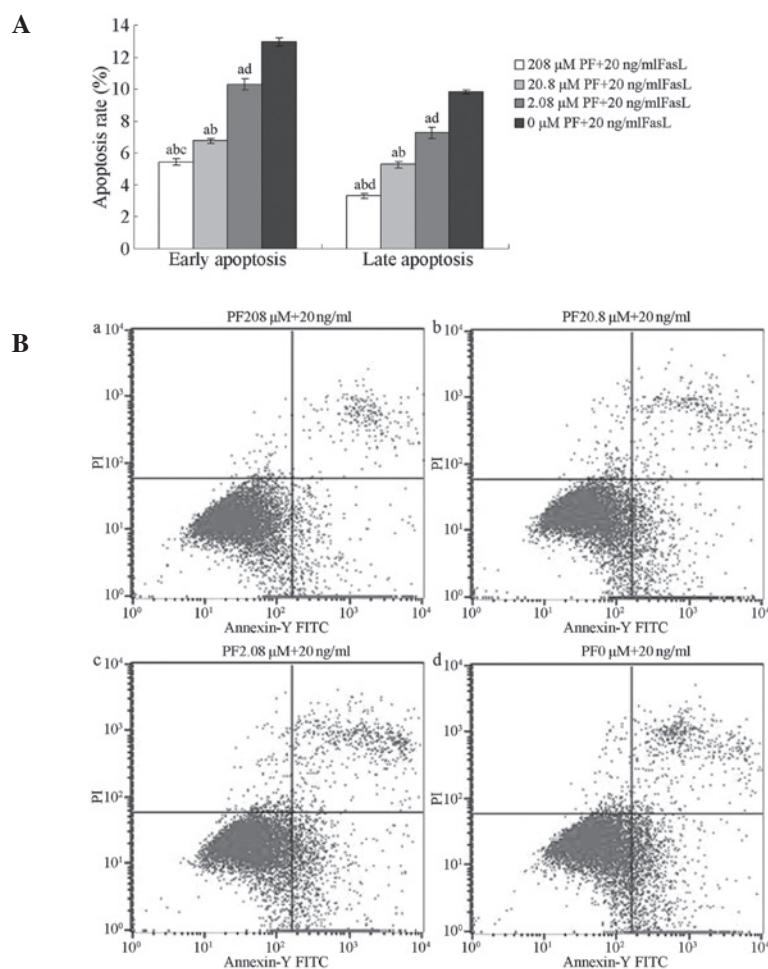 A
Apoptosis rate (%)
14
12
10
8
6
4
2
0
abc
ab
ad
abd
ab
ad
Early apoptosis
Late apoptosis
208 μM PF+20 ng/mlFasL
20.8 μM PF+20 ng/mlFasL
2.08 μM PF+20 ng/mlFasL
0 μM PF+20 ng/mlFasL
B
a
PF208 μM+20 ng/ml
10⁴
10³
10²
10¹
10⁰
PI
10⁰ 10¹ 10² 10³ 10⁴
Annexin-Y FITC
b
PF20.8 μM+20 ng/ml
10⁴
10³
10²
10¹
10⁰
PI
10⁰ 10¹ 10² 10³ 10⁴
Annexin-Y FITC
c
PF2.08 μM+20 ng/ml
10⁴
10³
10²
10¹
10⁰
PI
10⁰ 10¹ 10² 10³ 10⁴
Annexin-Y FITC
d
PF0 μM+20 ng/ml
10⁴
10³
10²
10¹
10⁰
PI
10⁰ 10¹ 10² 10³ 10⁴
Annexin-Y FITC